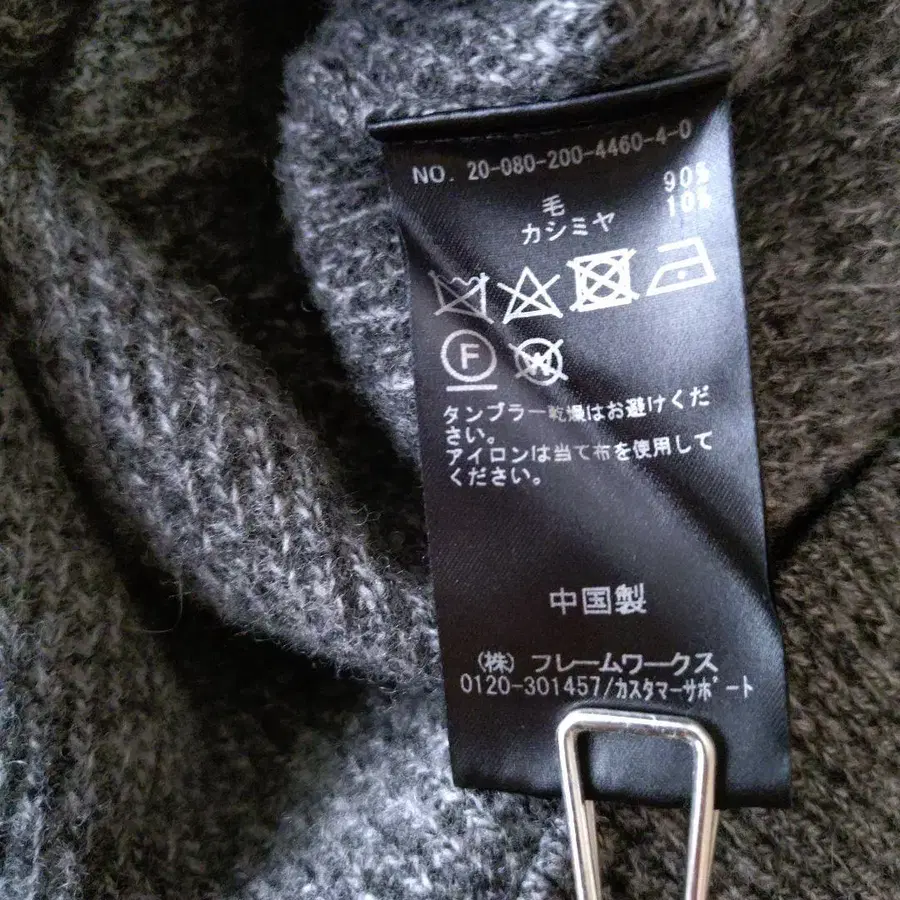 NO. 20-080-200-4460-4-0
毛 90%
カシミヤ 10%
F W
タンブラー乾燥はお避けくだ
さい。
アイロンは当て布を使用して
ください。
中国製
(株) フレームワークス
0120-301457/ｶｽﾀﾏｰｻﾎﾟｰﾄ